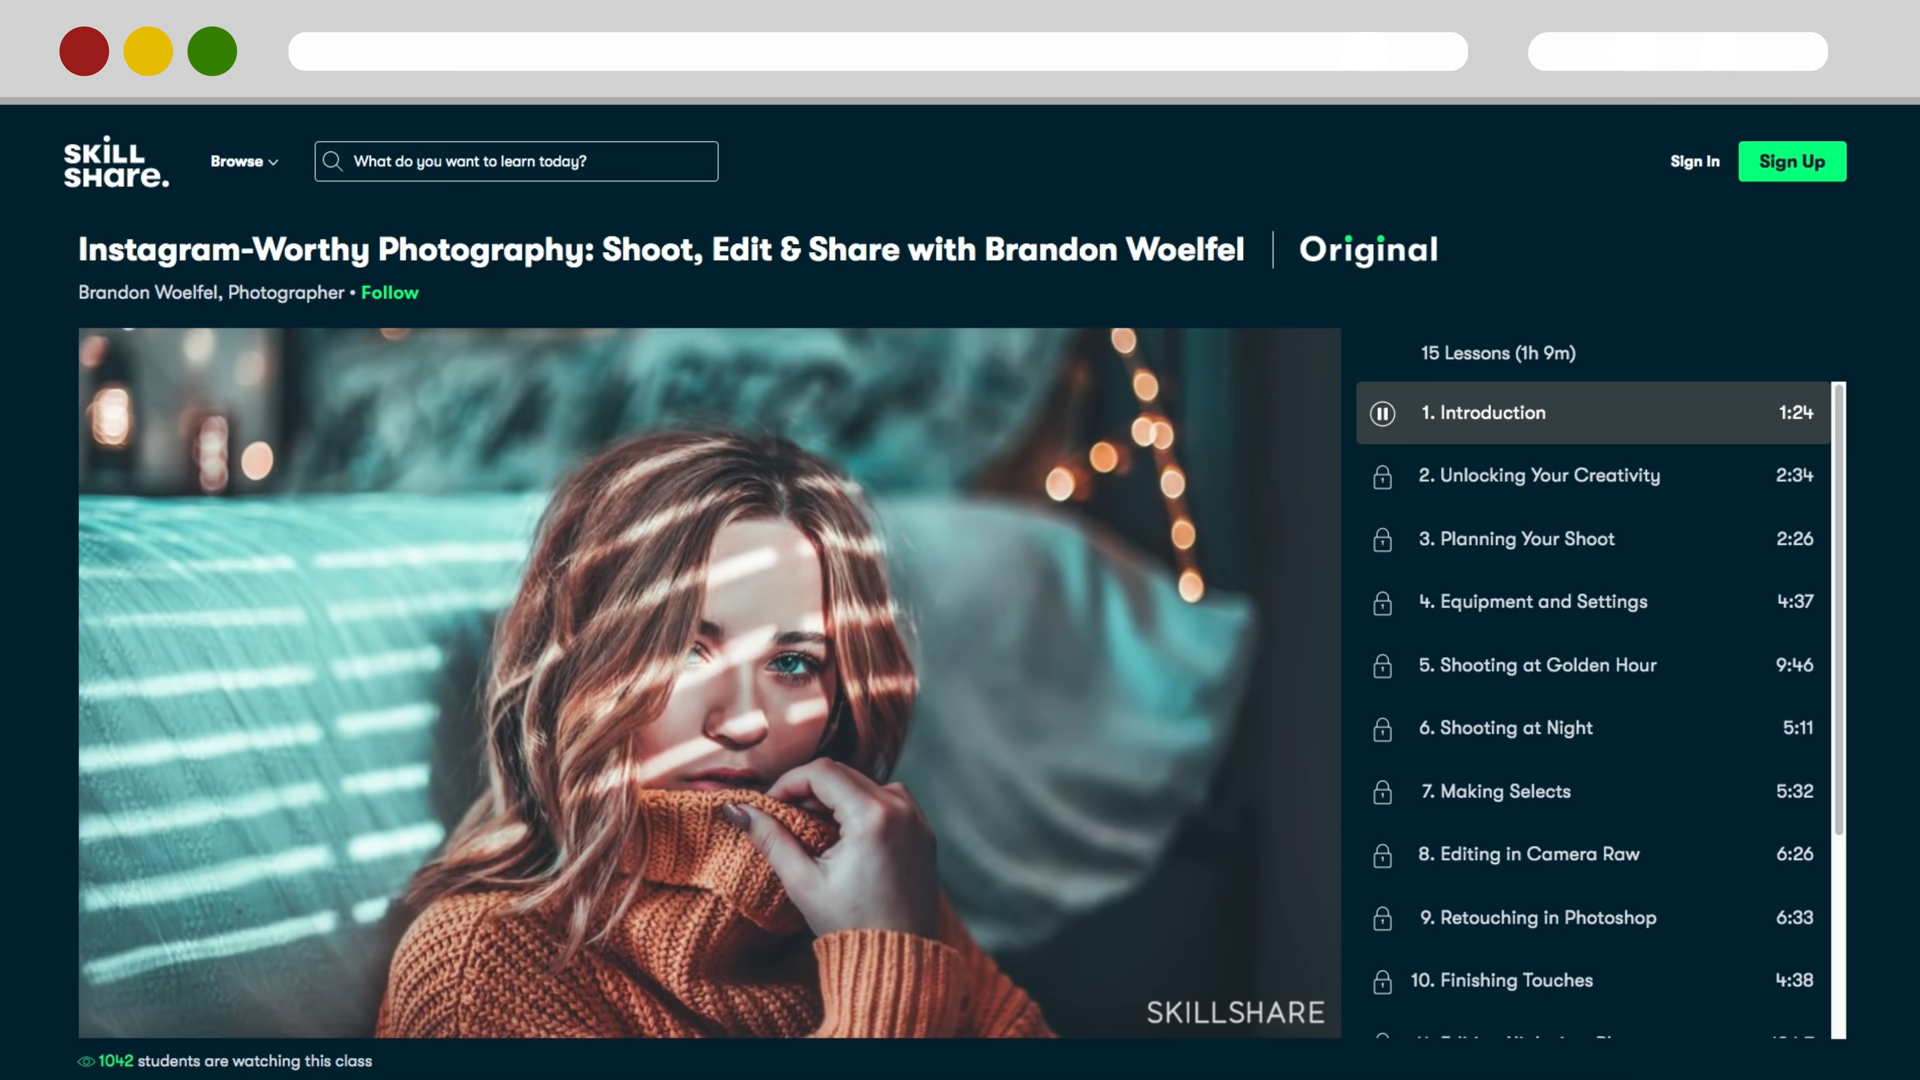 SKILL
SHare.
Browse
What do you want to learn today?
Sign In
Sign Up
Instagram-Worthy Photography: Shoot, Edit & Share with Brandon Woelfel | Original
Brandon Woelfel, Photographer • Follow
15 Lessons (1h 9m)
1. Introduction 1:24
2. Unlocking Your Creativity 2:34
3. Planning Your Shoot 2:26
4. Equipment and Settings 4:37
5. Shooting at Golden Hour 9:46
6. Shooting at Night 5:11
7. Making Selects 5:32
8. Editing in Camera Raw 6:26
9. Retouching in Photoshop 6:33
10. Finishing Touches 4:38
SKILLSHARE
1042 students are watching this class